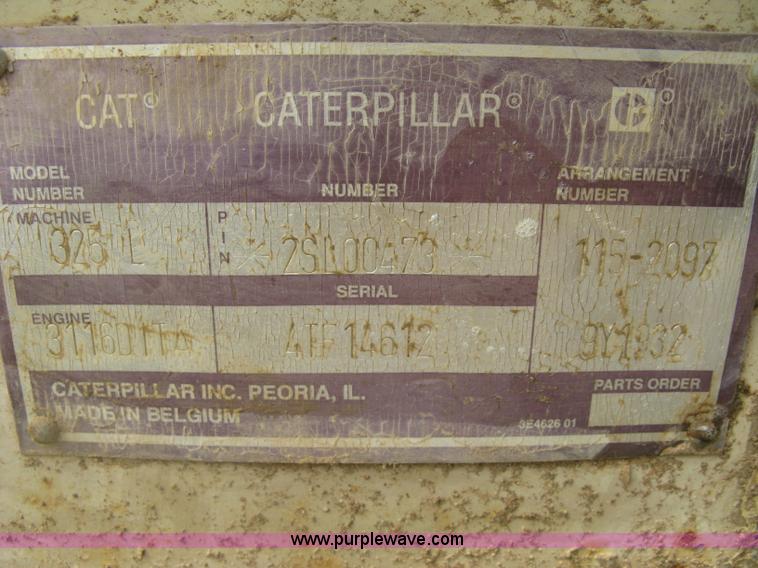 CAT® CATERPILLAR® ®
MODEL NUMBER NUMBER ARRANGEMENT NUMBER
MACHINE 325 L PIN *2SL00473* 115-2097
SERIAL
ENGINE 3116DITA 4TF14612 9Y1932
CATERPILLAR INC. PEORIA, IL. PARTS ORDER
MADE IN BELGIUM 3E4626 01
www.purplewave.com